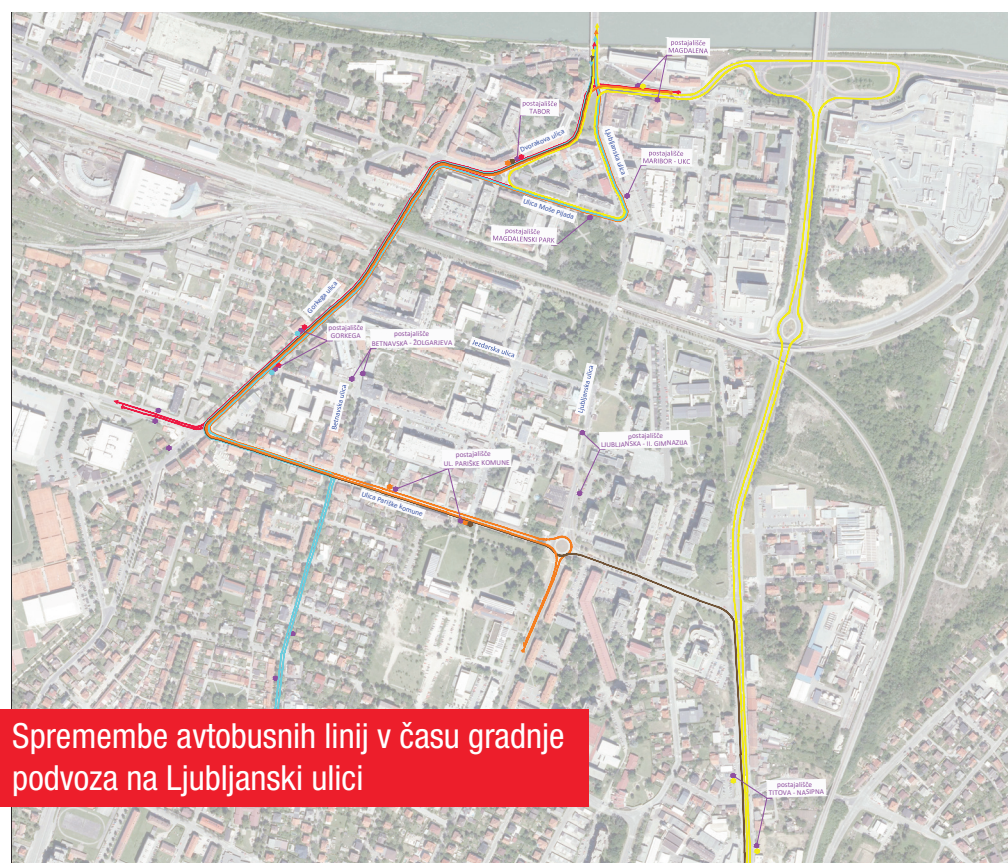 postajališče
MAGDALENA
postajališče
TABOR
Dvorakova ulica
Ljubljanska ulica
postajališče
MARIBOR - UKC
Ulica Moše Pijada
postajališče
MAGDALENSKI PARK
Gorkega ulica
postajališče
GORKEGA
postajališče
BETNAVSKA - ŽOLGARJEVA
Jezdarska ulica
Betnavska ulica
Ljubljanska ulica
postajališče
LJUBLJANSKA - II. GIMNAZIJA
postajališče
UL. PARIŠKE KOMUNE
Ulica Pariške komune
Spremembe avtobusnih linij v času gradnje
podvoza na Ljubljanski ulici
postajališče
TITOVA - NASIPNA